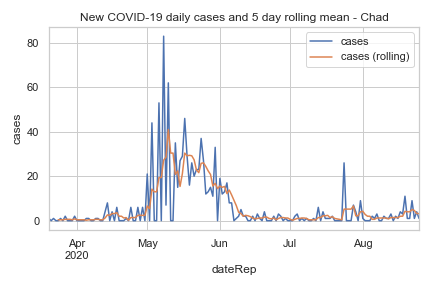 New COVID-19 daily cases and 5 day rolling mean - Chad
cases
cases (rolling)
80
60
40
20
0
cases
Apr
2020
May
Jun
Jul
Aug
dateRep